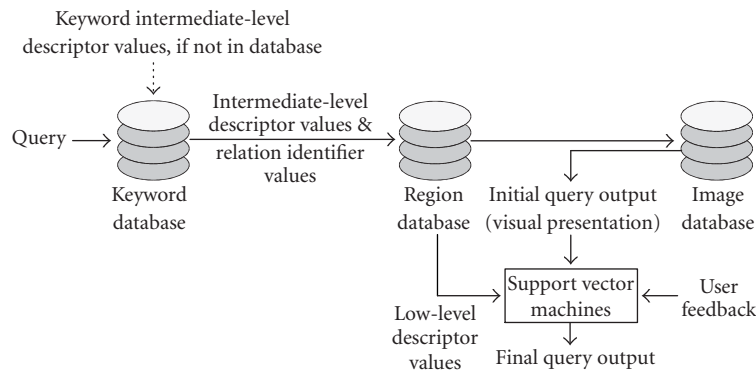 Keyword intermediate-level
descriptor values, if not in database
Query
Intermediate-level
descriptor values &
relation identifier
values
Keyword
database
Region
database
Initial query output
(visual presentation)
Image
database
Support vector
machines
User
feedback
Low-level
descriptor
values
Final query output